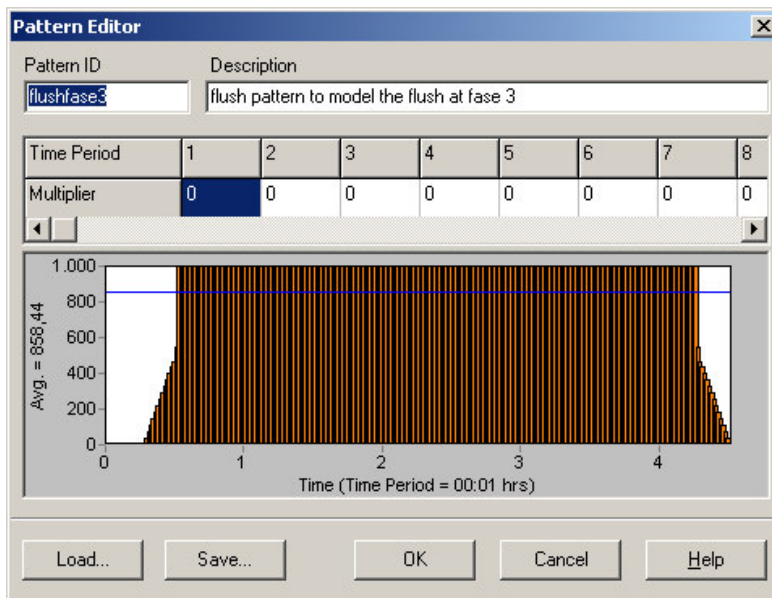 Pattern Editor
Pattern ID Description
flushfase3 flush pattern to model the flush at fase 3
Time Period 1 2 3 4 5 6 7 8
Multiplier 0 0 0 0 0 0 0 0
Avg. = 858,44
1.000
800
600
400
200
0
0 1 2 3 4
Time (Time Period = 00:01 hrs)
Load... Save... OK Cancel Help